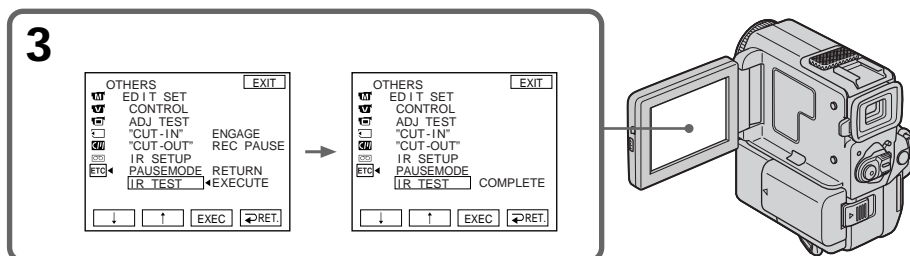 3
OTHERS EXIT
EDIT SET
CONTROL
ADJ TEST
"CUT-IN" ENGAGE
"CUT-OUT" REC PAUSE
IR SETUP
ETC PAUSEMODE RETURN
IR TEST EXECUTE
↓ ↑ EXEC RET.
OTHERS EXIT
EDIT SET
CONTROL
ADJ TEST
"CUT-IN"
"CUT-OUT"
IR SETUP
ETC PAUSEMODE
IR TEST COMPLETE
↓ ↑ EXEC RET.